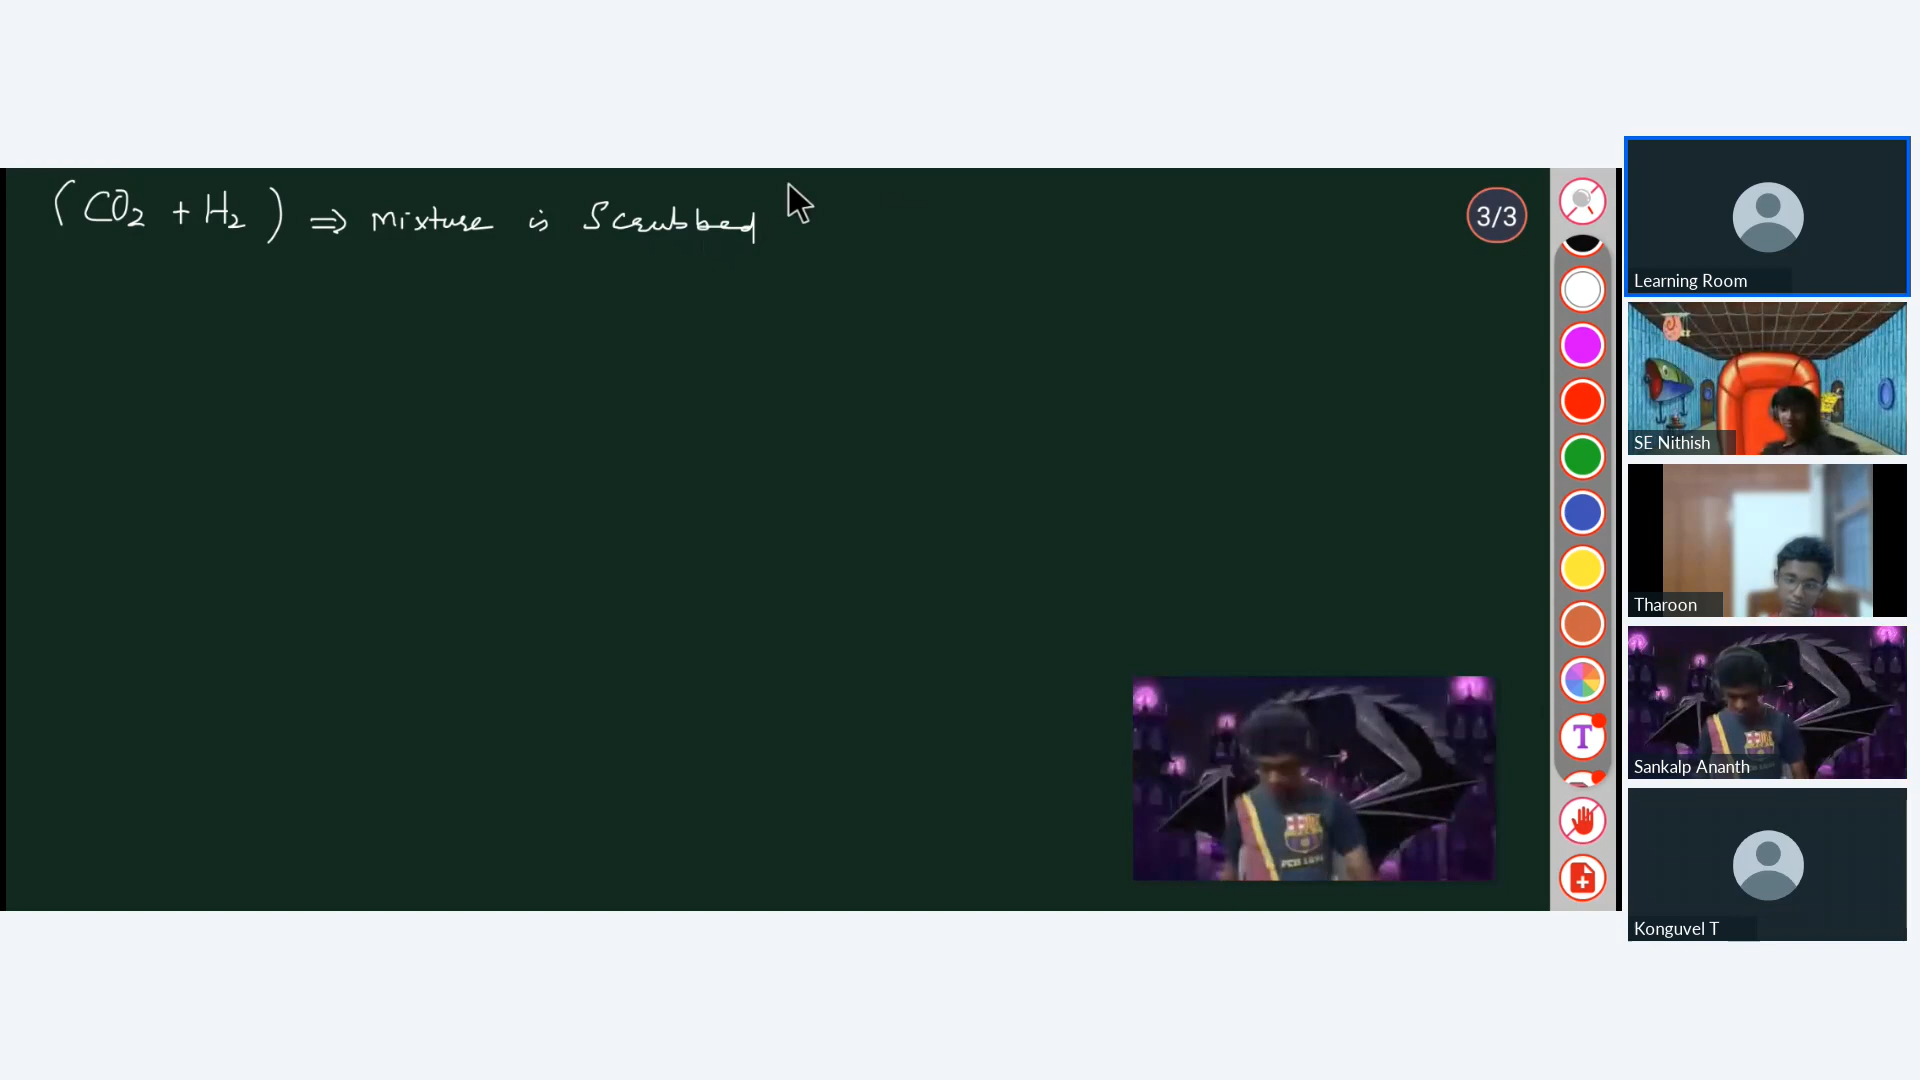 (CO₂ + H₂) ⇒ mixture is Scrubbed
3/3
Learning Room
SE Nithish
Tharoon
Sankalp Ananth
Konguvel T
T